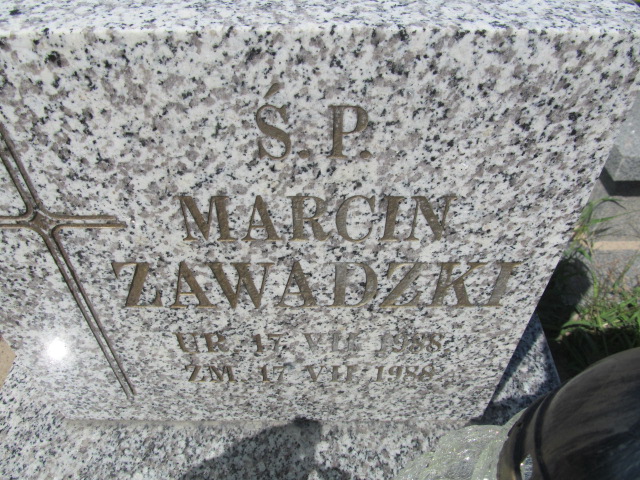 Ś. P.
MARCIN
ZAWADZKI
UR. 17 VII. 1988
ZM. 17 VII. 1988